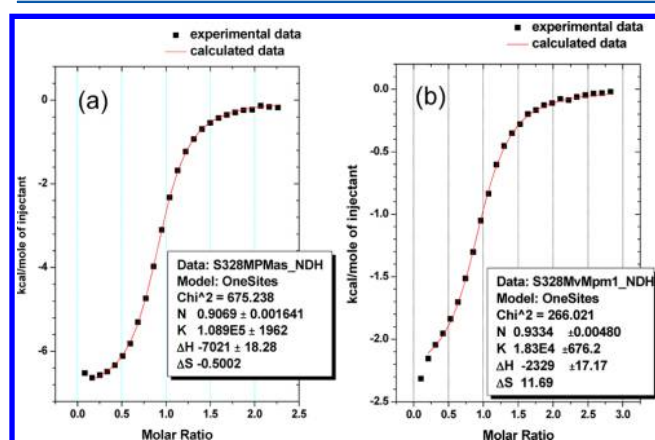 experimental data
calculated data
(a)
0
-2
-4
-6
kcal/mole of injectant
Data: S328MPMas_NDH
Model: OneSites
Chi^2 = 675.238
N 0.9069 ± 0.001641
K 1.089E5 ± 1962
ΔH -7021 ± 18.28
ΔS -0.5002
0.0 0.5 1.0 1.5 2.0 2.5
Molar Ratio
experimental data
calculated data
(b)
0.0
-0.5
-1.0
-1.5
-2.0
-2.5
kcal/mole of injectant
Data: S328MvMpm1_NDH
Model: OneSites
Chi^2 = 266.021
N 0.9334 ±0.00480
K 1.83E4 ±676.2
ΔH -2329 ±17.17
ΔS 11.69
0.0 0.5 1.0 1.5 2.0 2.5 3.0
Molar Ratio